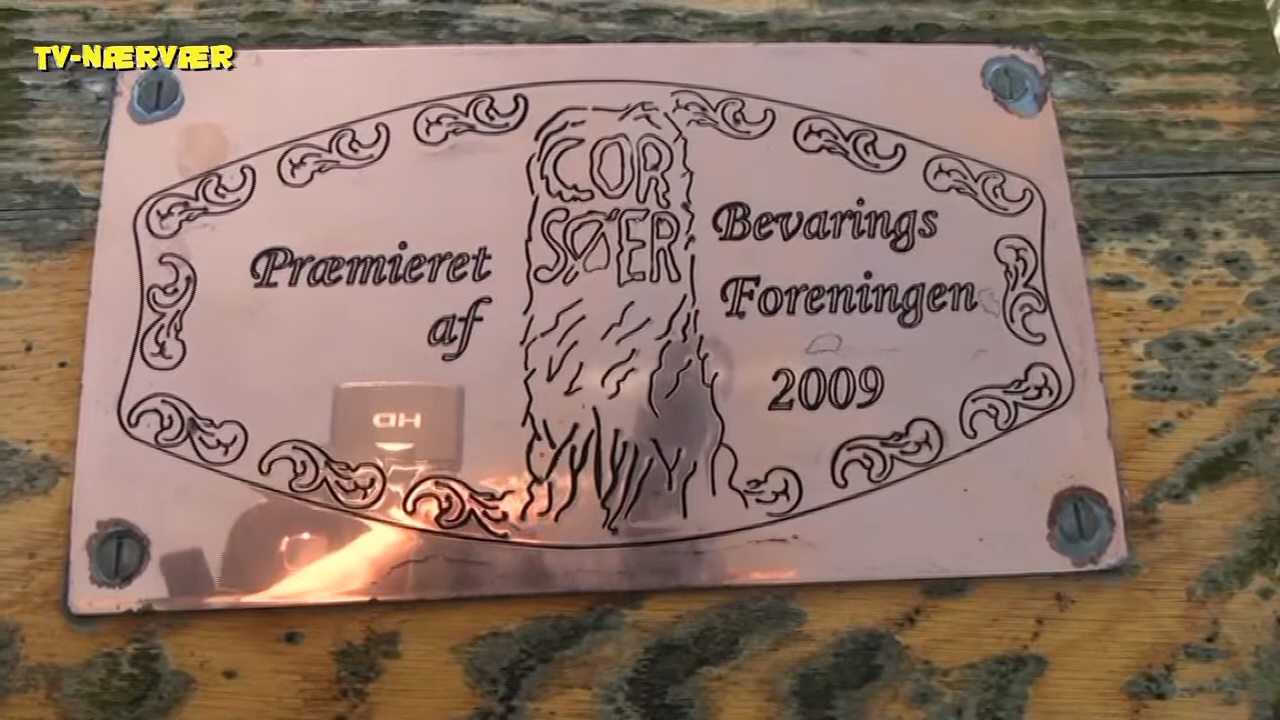 TV-NÆRVÆR
Præmieret
af
COR
SØER
Bevarings
Foreningen
2009
HD